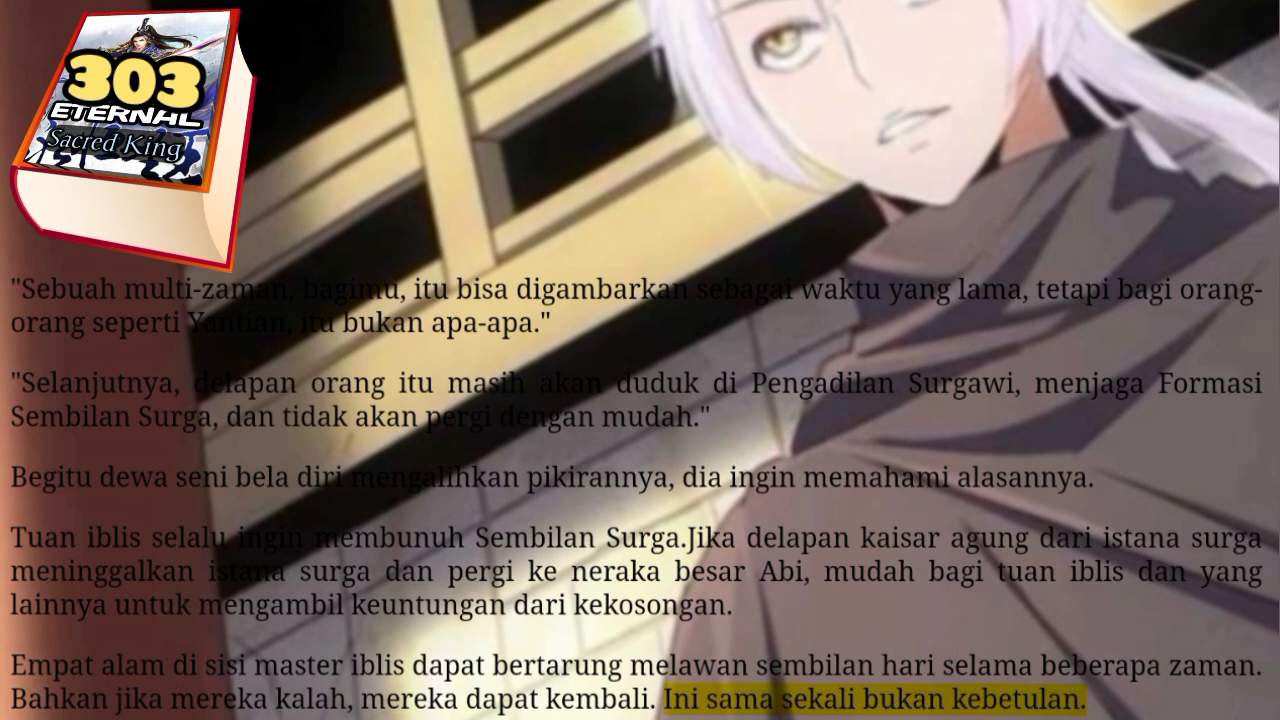 303
ETERNAL
Sacred King
"Sebuah multi-zaman, bagimu, itu bisa digambarkan sebagai waktu yang lama, tetapi bagi orang-
orang seperti Yantian, itu bukan apa-apa."
"Selanjutnya, delapan orang itu masih akan duduk di Pengadilan Surgawi, menjaga Formasi
Sembilan Surga, dan tidak akan pergi dengan mudah."
Begitu dewa seni bela diri mengalihkan pikirannya, dia ingin memahami alasannya.
Tuan iblis selalu ingin membunuh Sembilan Surga.Jika delapan kaisar agung dari istana surga
meninggalkan istana surga dan pergi ke neraka besar Abi, mudah bagi tuan iblis dan yang
lainnya untuk mengambil keuntungan dari kekosongan.
Empat alam di sisi master iblis dapat bertarung melawan sembilan hari selama beberapa zaman.
Bahkan jika mereka kalah, mereka dapat kembali. Ini sama sekali bukan kebetulan.